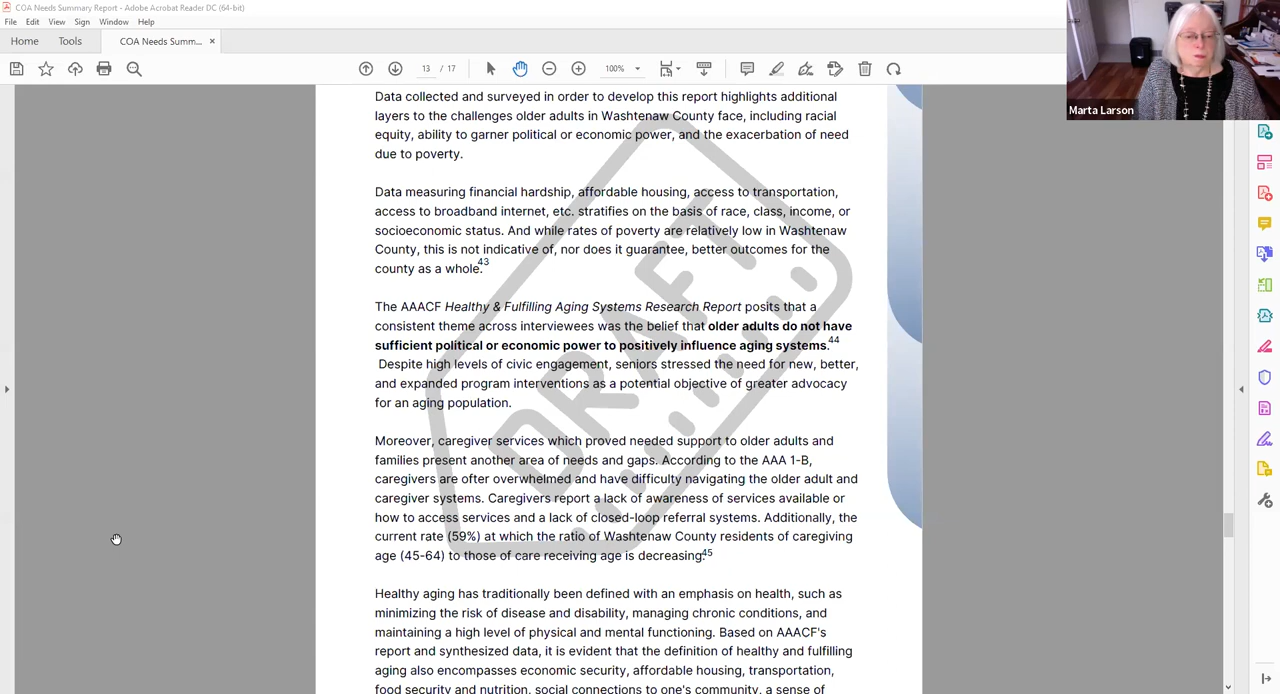 COA Needs Summary Report - Adobe Acrobat Reader DC (64-bit)
File Edit View Sign Window Help
Home Tools COA Needs Summ... ×
13 / 17 100%
Marta Larson
Data collected and surveyed in order to develop this report highlights additional
layers to the challenges older adults in Washtenaw County face, including racial
equity, ability to garner political or economic power, and the exacerbation of need
due to poverty.
Data measuring financial hardship, affordable housing, access to transportation,
access to broadband internet, etc. stratifies on the basis of race, class, income, or
socioeconomic status. And while rates of poverty are relatively low in Washtenaw
County, this is not indicative of, nor does it guarantee, better outcomes for the
county as a whole.43
The AAACF Healthy & Fulfilling Aging Systems Research Report posits that a
consistent theme across interviewees was the belief that older adults do not have
sufficient political or economic power to positively influence aging systems.44
Despite high levels of civic engagement, seniors stressed the need for new, better,
and expanded program interventions as a potential objective of greater advocacy
for an aging population.
Moreover, caregiver services which proved needed support to older adults and
families present another area of needs and gaps. According to the AAA 1-B,
caregivers are ofter overwhelmed and have difficulty navigating the older adult and
caregiver systems. Caregivers report a lack of awareness of services available or
how to access services and a lack of closed-loop referral systems. Additionally, the
current rate (59%) at which the ratio of Washtenaw County residents of caregiving
age (45-64) to those of care receiving age is decreasing.45
Healthy aging has traditionally been defined with an emphasis on health, such as
minimizing the risk of disease and disability, managing chronic conditions, and
maintaining a high level of physical and mental functioning. Based on AAACF's
report and synthesized data, it is evident that the definition of healthy and fulfilling
aging also encompasses economic security, affordable housing, transportation,
food security and nutrition, social connections to one's community, a sense of
DRAFT